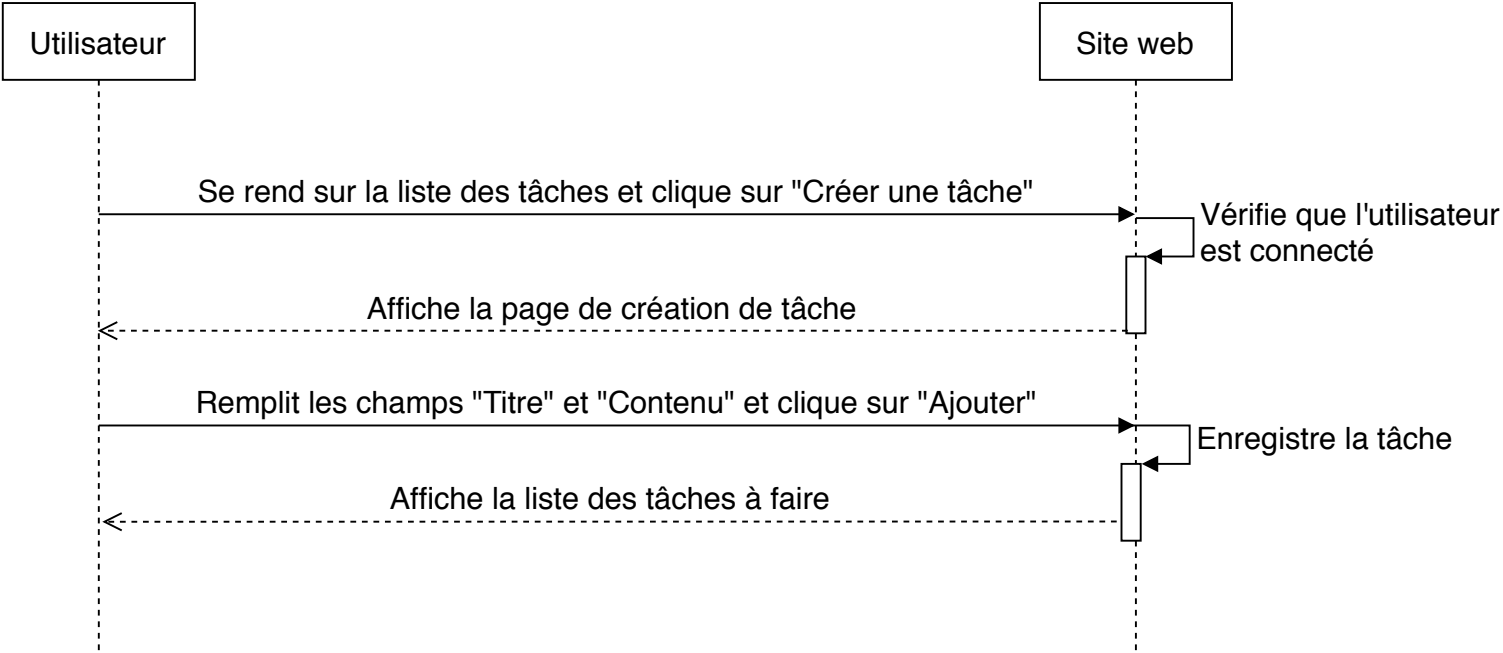 Utilisateur
Site web
Se rend sur la liste des tâches et clique sur "Créer une tâche"
Vérifie que l'utilisateur
est connecté
Affiche la page de création de tâche
Remplit les champs "Titre" et "Contenu" et clique sur "Ajouter"
Enregistre la tâche
Affiche la liste des tâches à faire